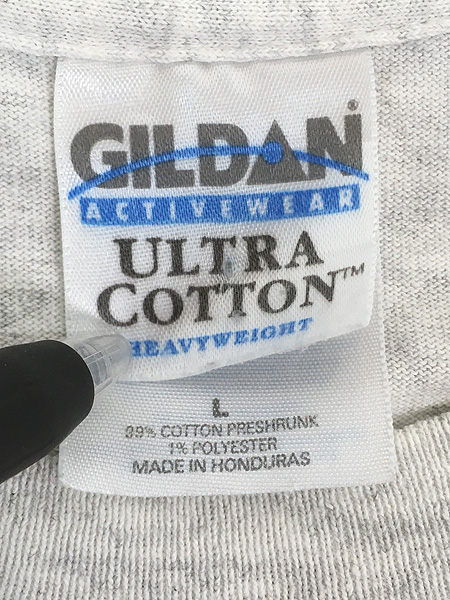 GILDAN®
ACTIVEWEAR
ULTRA
COTTON™
HEAVYWEIGHT
L
99% COTTON PRESHRUNK
1% POLYESTER
MADE IN HONDURAS